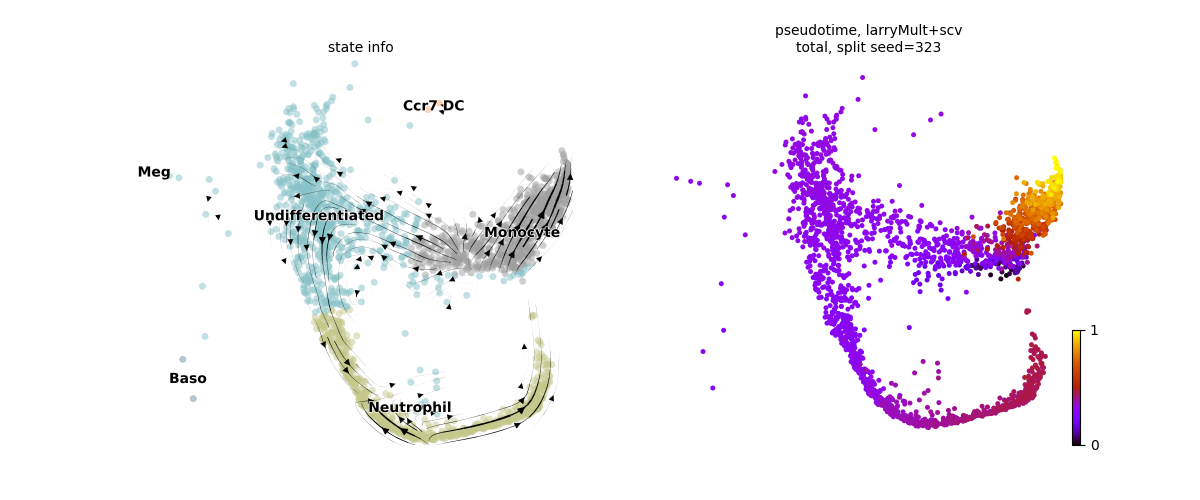 state info
pseudotime, larryMult+scv
total, split seed=323
Ccr7 DC
Meg
Undifferentiated
Monocyte
Baso
Neutrophil
1
0